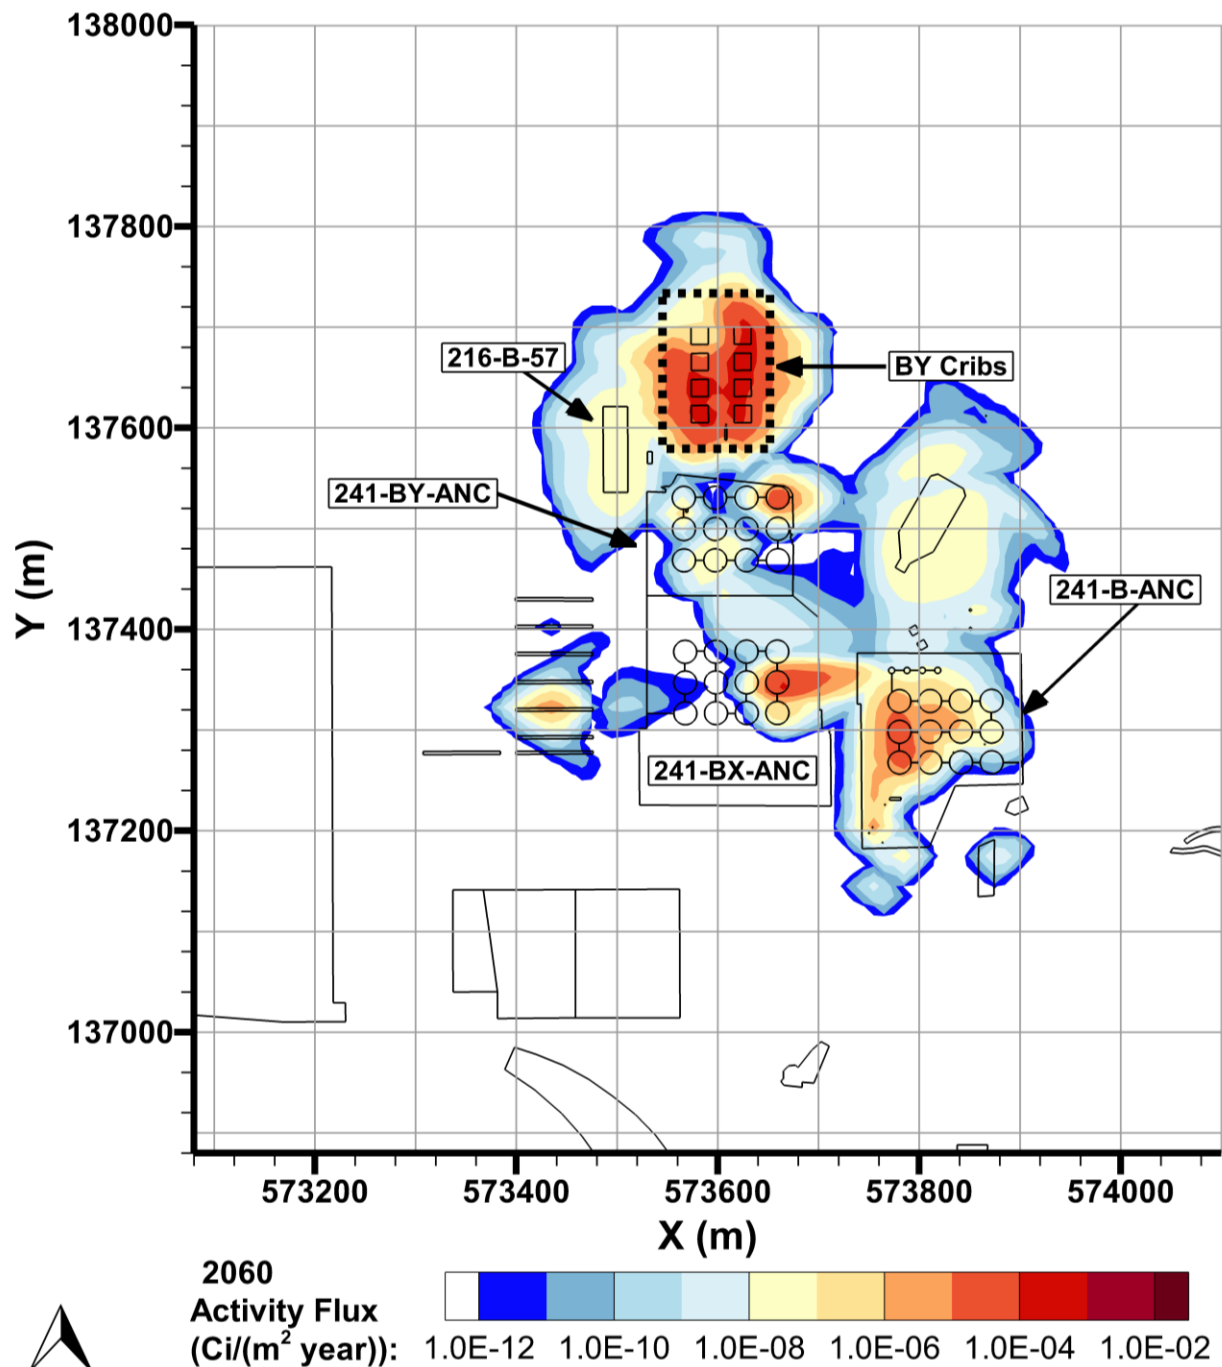 138000
137800
216-B-57
BY Cribs
137600
241-BY-ANC
Y (m)
241-B-ANC
137400
241-BX-ANC
137200
137000
573200 573400 573600 573800 574000
X (m)
2060
Activity Flux
(Ci/(m² year)): 1.0E-12 1.0E-10 1.0E-08 1.0E-06 1.0E-04 1.0E-02